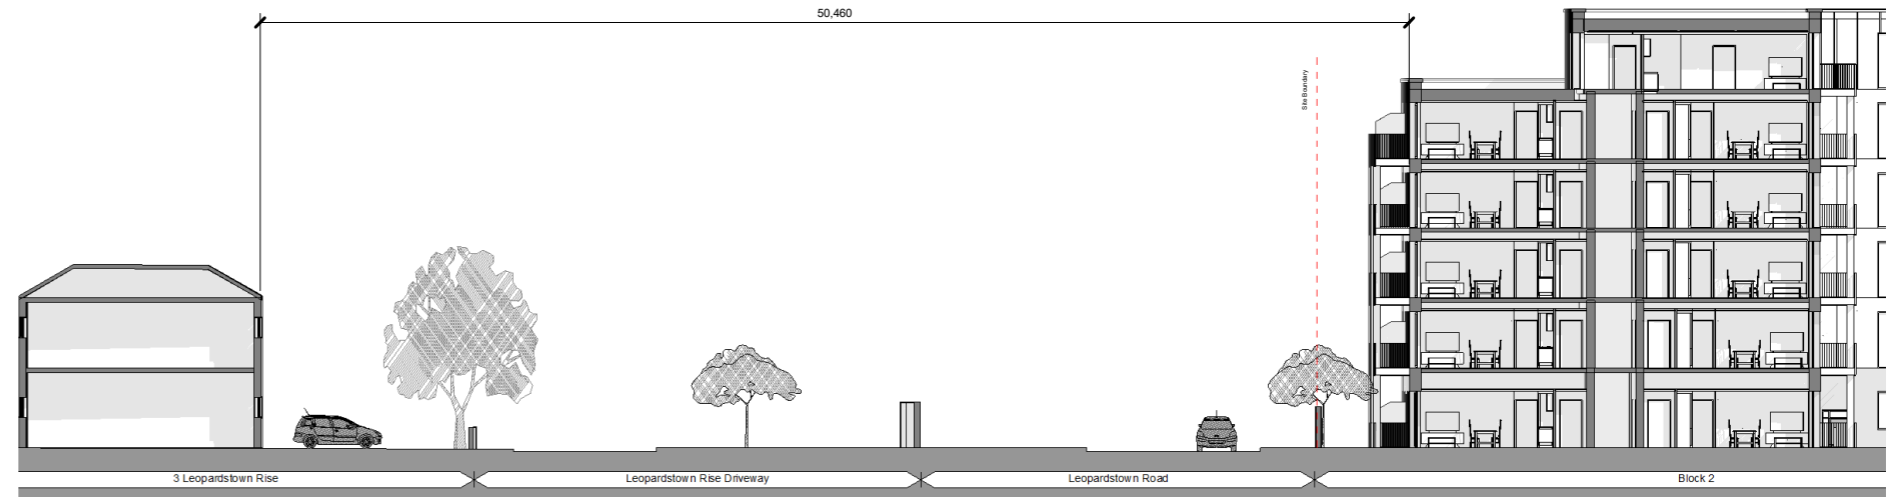 50,460
Site Boundary
3 Leopardstown Rise
Leopardstown Rise Driveway
Leopardstown Road
Block 2